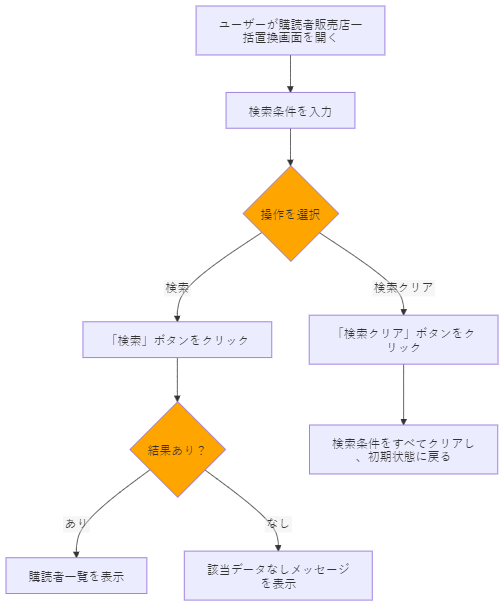 ユーザーが購読者販売店一
括置換画面を開く
検索条件を入力
操作を選択
検索
検索クリア
「検索」ボタンをクリック
「検索クリア」ボタンをク
リック
結果あり？
検索条件をすべてクリアし
、初期状態に戻る
あり
なし
購読者一覧を表示
該当データなしメッセージ
を表示